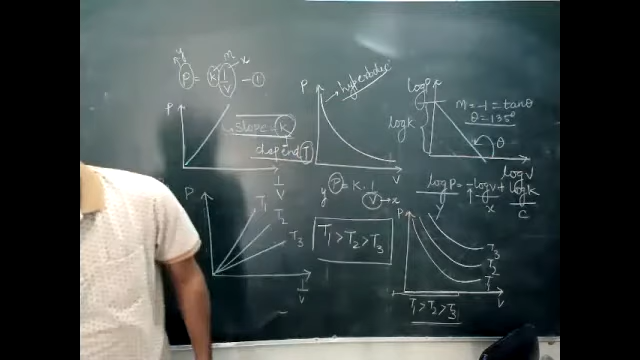 y m x
P = K 1/V - ①
P
slope = K
depend T
1/V
P
hyperbolic
V
log P
log K
m = -1 = tanθ
θ = 135°
θ
log V
P
T1
T2
T3
1/V
y P = K · 1/V → x
T1 > T2 > T3
log P = - log V + log K
y x c
P
T3
T2
T
V
T1 > T2 > T3